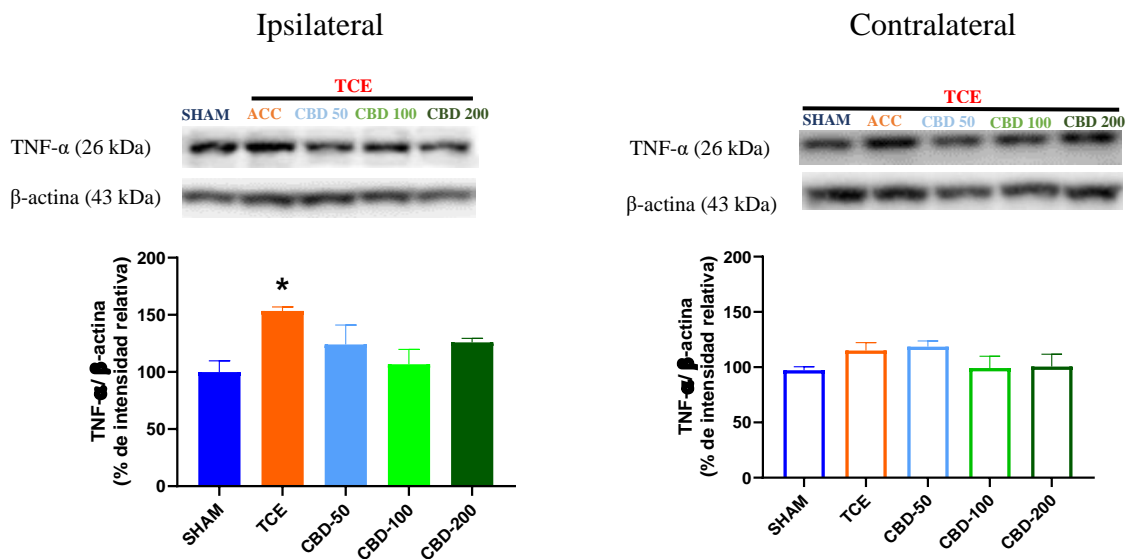 Ipsilateral
TCE
SHAM ACC CBD 50 CBD 100 CBD 200
TNF-α (26 kDa)
β-actina (43 kDa)
TNF-α/ β-actina
(% de intensidad relativa)
200
150
100
50
0
*
SHAM
TCE
CBD-50
CBD-100
CBD-200
Contralateral
TCE
SHAM ACC CBD 50 CBD 100 CBD 200
TNF-α (26 kDa)
β-actina (43 kDa)
TNF-α/ β-actina
(% de intensidad relativa)
200
150
100
50
0
SHAM
TCE
CBD-50
CBD-100
CBD-200